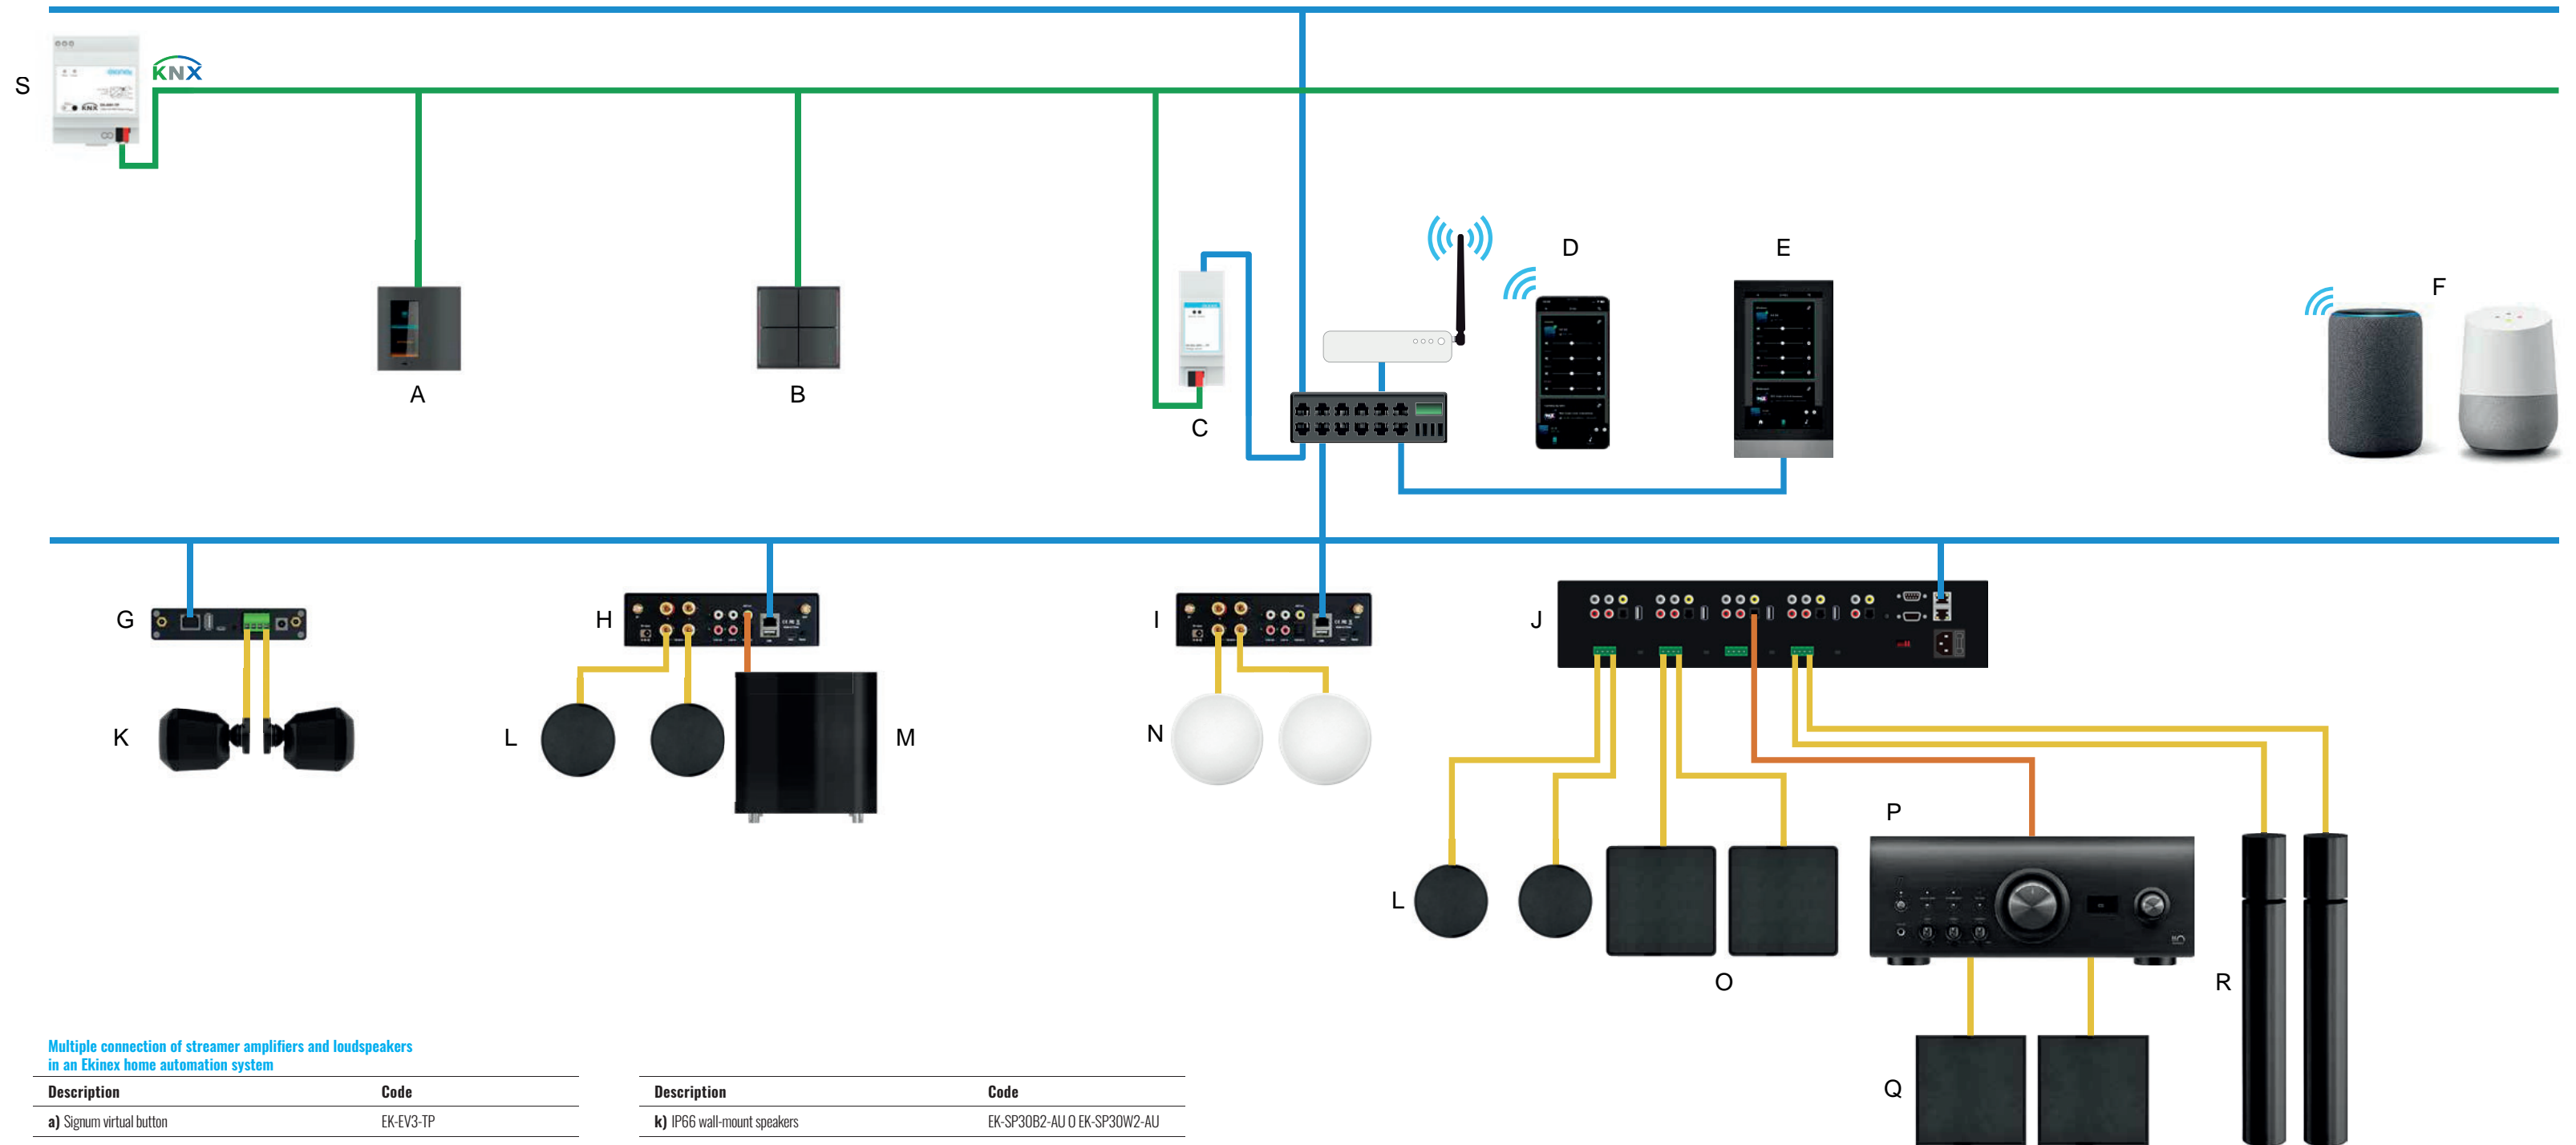 S
KNX
KNX
A
B
C
D
E
F
G
H
I
J
K
L
M
N
L
O
P
Q
R
Multiple connection of streamer amplifiers and loudspeakers
in an Ekinex home automation system
Description Code
a) Signum virtual button EK-EV3-TP
Description Code
k) IP66 wall-mount speakers EK-SP30B2-AU O EK-SP30W2-AU